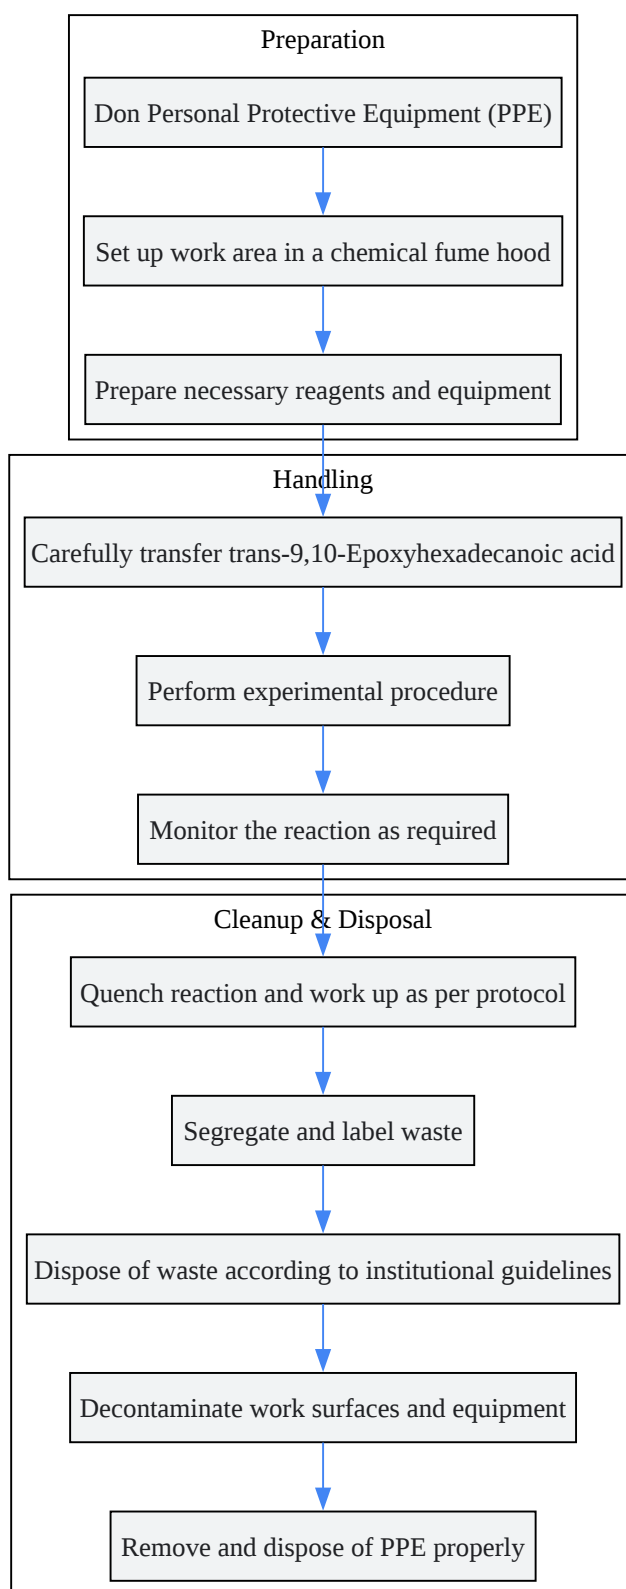 Preparation
Don Personal Protective Equipment (PPE)
Set up work area in a chemical fume hood
Prepare necessary reagents and equipment
Handling
Carefully transfer trans-9,10-Epoxyhexadecanoic acid
Perform experimental procedure
Monitor the reaction as required
Cleanup & Disposal
Quench reaction and work up as per protocol
Segregate and label waste
Dispose of waste according to institutional guidelines
Decontaminate work surfaces and equipment
Remove and dispose of PPE properly